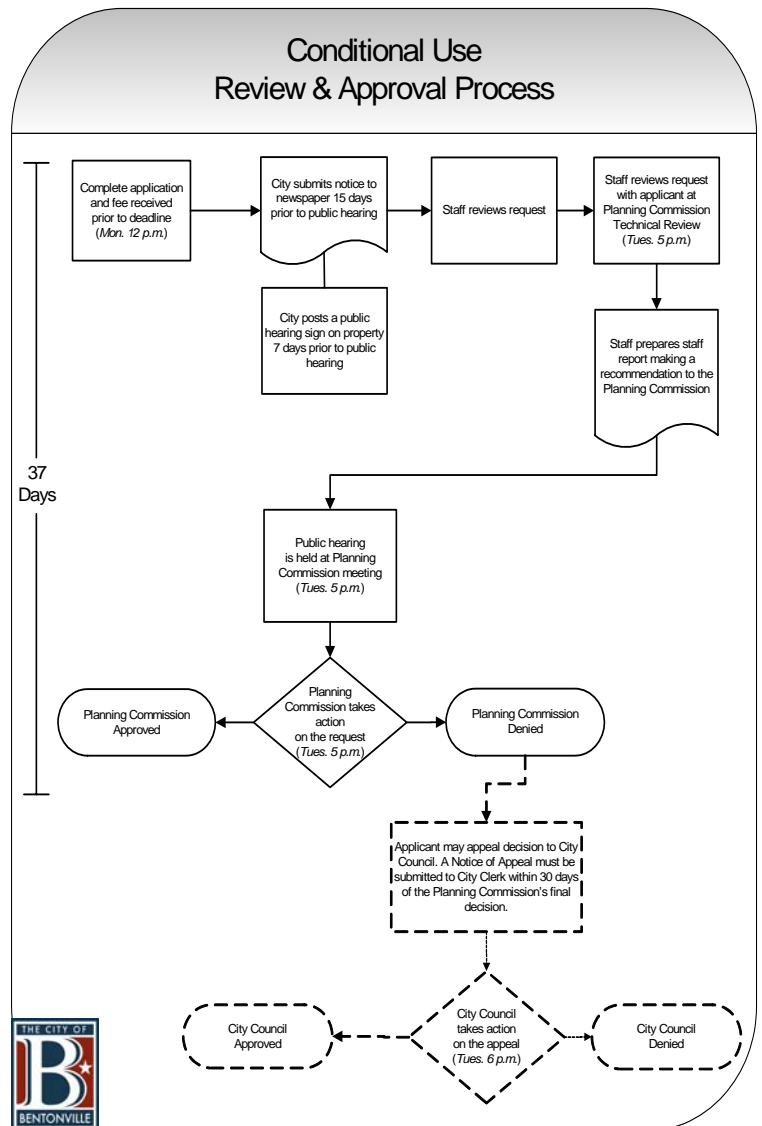 Conditional Use
Review & Approval Process
Complete application
and fee received
prior to deadline
(Mon. 12 p.m.)
City submits notice to
newspaper 15 days
prior to public hearing
Staff reviews request
Staff reviews request
with applicant at
Planning Commission
Technical Review
(Tues. 5 p.m.)
City posts a public
hearing sign on property
7 days prior to public
hearing
Staff prepares staff
report making a
recommendation to the
Planning Commission
37
Days
Public hearing
is held at Planning
Commission meeting
(Tues. 5 p.m.)
Planning Commission
Approved
Planning
Commission takes
action
on the request
(Tues. 5 p.m.)
Planning Commission
Denied
Applicant may appeal decision to City
Council. A Notice of Appeal must be
submitted to City Clerk within 30 days
of the Planning Commission's final
decision.
City Council
Approved
City Council
takes action
on the appeal
(Tues. 6 p.m.)
City Council
Denied
THE CITY OF
B
BENTONVILLE